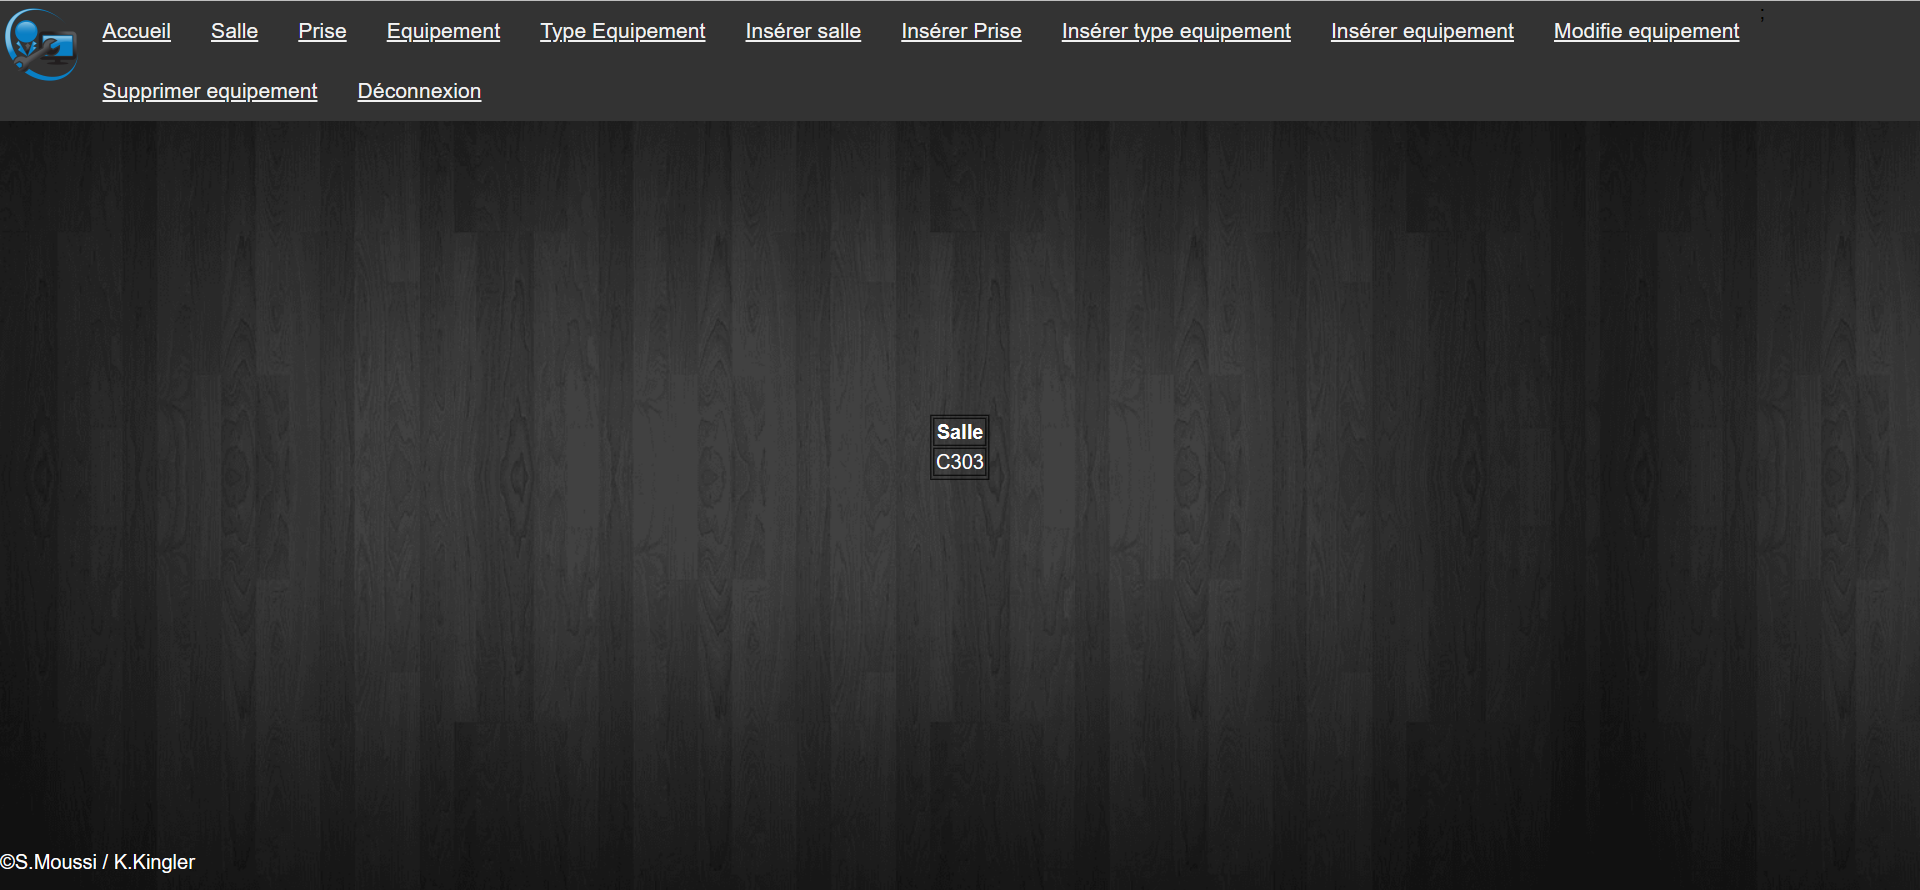 Accueil Salle Prise Equipement Type Equipement Insérer salle Insérer Prise Insérer type equipement Insérer equipement Modifie equipement ;
Supprimer equipement Déconnexion
Salle
C303
©S.Moussi / K.Kingler